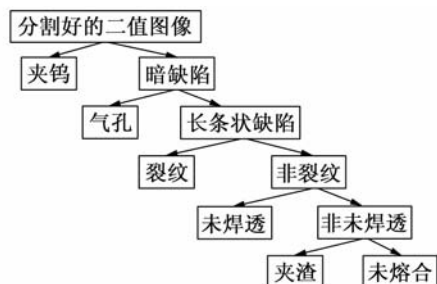 分割好的二值图像
夹钨
暗缺陷
气孔
长条状缺陷
裂纹
非裂纹
未焊透
非未焊透
夹渣
未熔合